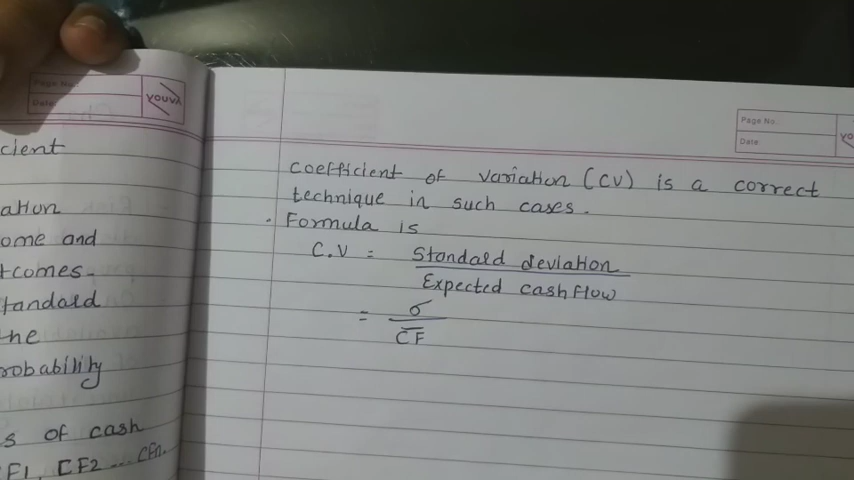 Page No.
Date
YOUVA
cient
ation
ome and
tcomes.
tandald
the
robability
s of cash
F1, CF2 ... CFn.
Page No.
Date
YO
coefficient of variation (CV) is a correct
technique in such cases.
. Formula is
C.V = Standald deviation
Expected cashflow
= σ
C̅F̅